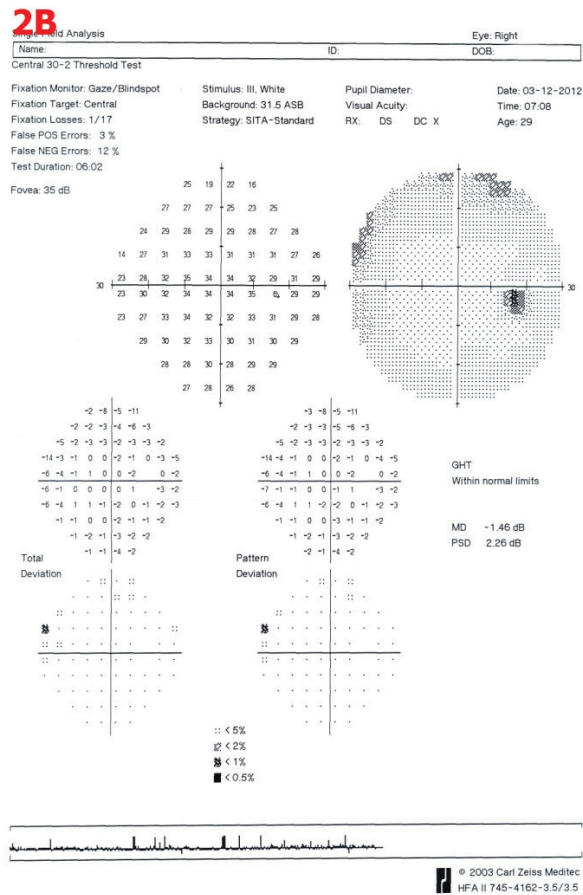 2B
Single Field Analysis Eye: Right
Name: ID: DOB:
Central 30-2 Threshold Test
Fixation Monitor: Gaze/Blindspot Stimulus: III, White Pupil Diameter: Date: 03-12-2012
Fixation Target: Central Background: 31.5 ASB Visual Acuity: Time: 07:08
Fixation Losses: 1/17 Strategy: SITA-Standard RX: DS DC X Age: 29
False POS Errors: 3 %
False NEG Errors: 12 %
Test Duration: 06:02
Fovea: 35 dB
25 19 22 16
27 27 27 25 23 25
24 29 28 29 29 28 27 28
14 27 31 33 33 31 31 31 27 26
23 28 32 35 34 34 32 29 31 29
30 30
23 30 32 34 34 34 35 29 29
23 27 33 34 32 32 33 31 29 28
29 30 32 33 30 31 30 29
28 28 30 28 29 29
27 28 26 28
-2 -8 -5 -11 -3 -8 -5 -11
-2 -2 -3 -4 -6 -3 -2 -3 -3 -5 -6 -3
-5 -2 -3 -3 -2 -3 -3 -2 -5 -2 -3 -3 -2 -3 -3 -2
-14 -3 -1 0 0 -2 -1 0 -3 -5 -14 -4 -1 0 0 -2 -1 0 -4 -5
-6 -4 -1 1 0 0 -2 0 -2 -6 -4 -1 1 0 0 -2 0 -2
-6 -1 0 0 0 0 1 -3 -2 -7 -1 -1 0 0 -1 1 -3 -2
-6 -4 1 1 -1 -2 0 -1 -2 -3 -6 -4 1 1 -2 -2 0 -1 -2 -3
-1 -1 0 0 -2 -1 -1 -2 -1 -1 0 -1 -3 -1 -2 -2
-1 -2 -1 -3 -2 -2 -1 -2 -1 -3 -2 -2
-1 -1 -4 -2 -2 -1 -4 -2
GHT
Within normal limits
MD -1.46 dB
PSD 2.26 dB
Total Deviation
Pattern Deviation
< 5%
< 2%
< 1%
< 0.5%
© 2003 Carl Zeiss Meditec
HFA II 745-4162-3.5/3.5